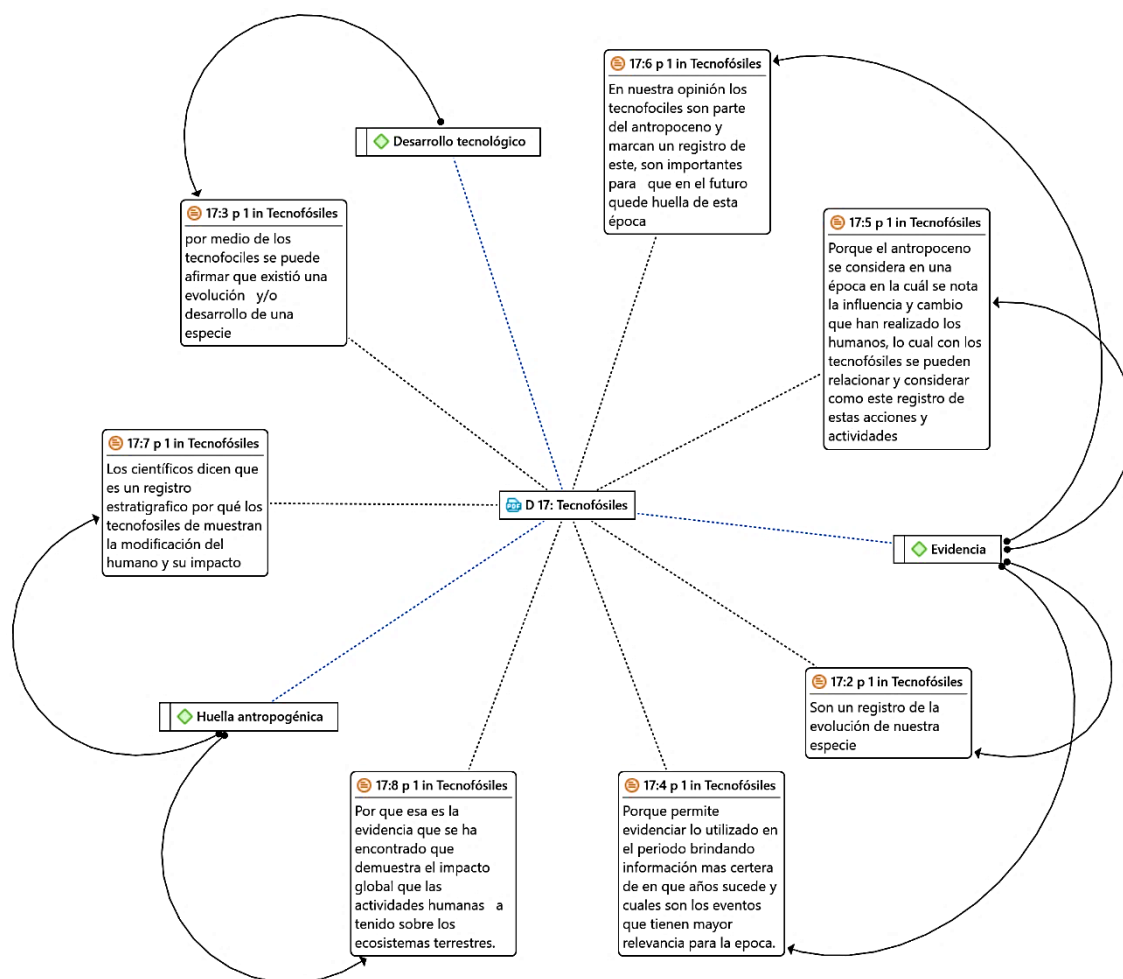 Desarrollo tecnológico
17:6 p 1 in Tecnofósiles
En nuestra opinión los
tecnofociles son parte
del antropoceno y
marcan un registro de
este, son importantes
para que en el futuro
quede huella de esta
época
17:3 p 1 in Tecnofósiles
por medio de los
tecnofociles se puede
afirmar que existió una
evolución y/o
desarrollo de una
especie
17:5 p 1 in Tecnofósiles
Porque el antropoceno
se considera en una
época en la cuál se nota
la influencia y cambio
que han realizado los
humanos, lo cual con los
tecnofósiles se pueden
relacionar y considerar
como este registro de
estas acciones y
actividades
17:7 p 1 in Tecnofósiles
Los científicos dicen que
es un registro
estratigrafico por qué los
tecnofosiles de muestran
la modificación del
humano y su impacto
PDF D 17: Tecnofósiles
Evidencia
17:2 p 1 in Tecnofósiles
Son un registro de la
evolución de nuestra
especie
Huella antropogénica
17:8 p 1 in Tecnofósiles
Por que esa es la
evidencia que se ha
encontrado que
demuestra el impacto
global que las
actividades humanas a
tenido sobre los
ecosistemas terrestres.
17:4 p 1 in Tecnofósiles
Porque permite
evidenciar lo utilizado en
el periodo brindando
información mas certera
de en que años sucede y
cuales son los eventos
que tienen mayor
relevancia para la epoca.